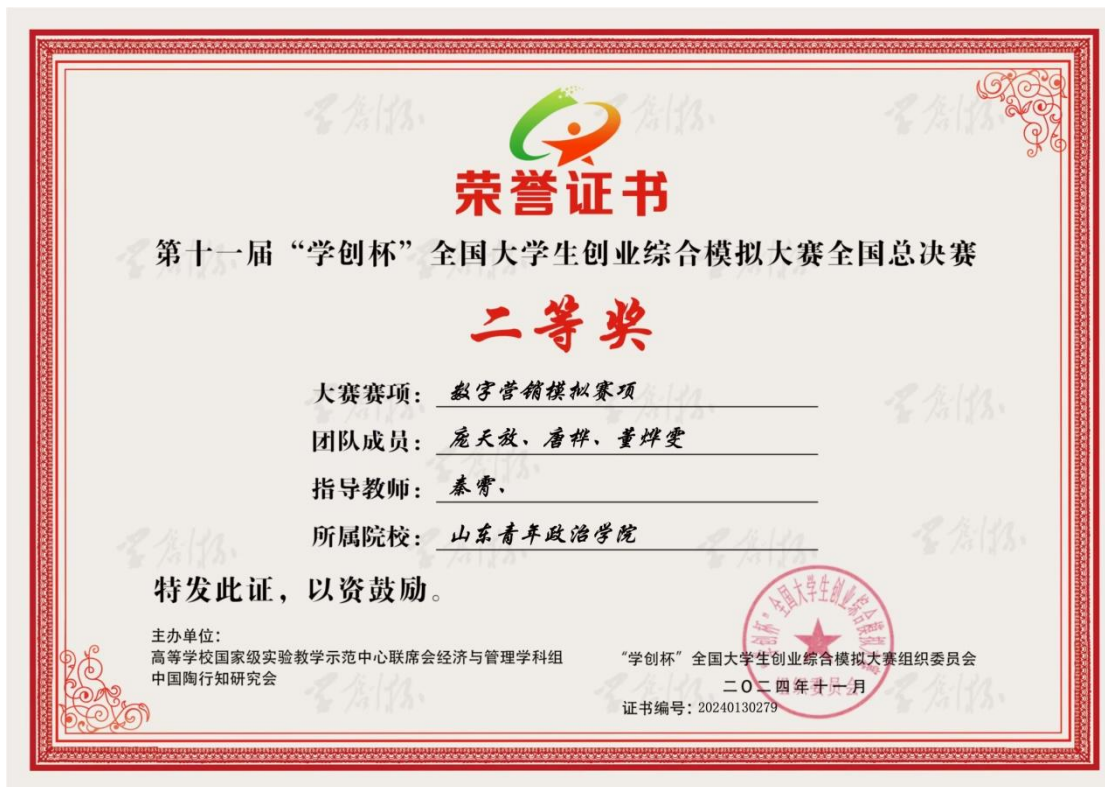 荣誉证书
第十一届“学创杯”全国大学生创业综合模拟大赛全国总决赛
二等奖
大赛赛项：数字营销模拟赛项
团队成员：庞天放、唐桦、董烨雯
指导教师：秦霄、
所属院校：山东青年政治学院
特发此证，以资鼓励。
主办单位：
高等学校国家级实验教学示范中心联席会经济与管理学科组
中国陶行知研究会
“学创杯”全国大学生创业综合模拟大赛组织委员会
二〇二四年十一月
证书编号：20240130279
学创杯